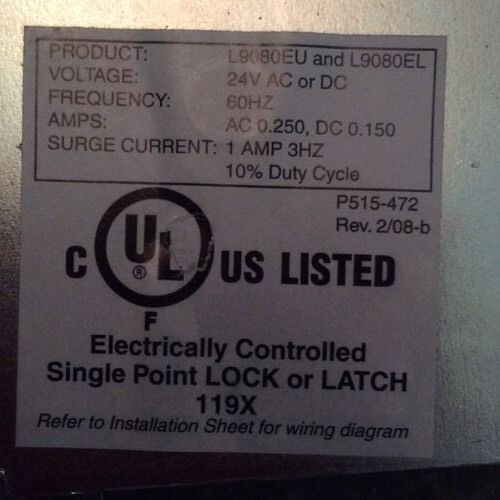 PRODUCT: L9080EU and L9080EL
VOLTAGE: 24V AC or DC
FREQUENCY: 60HZ
AMPS: AC 0.250, DC 0.150
SURGE CURRENT: 1 AMP 3HZ
10% Duty Cycle
P515-472
Rev. 2/08-b
C UL ® US LISTED
F
Electrically Controlled
Single Point LOCK or LATCH
119X
Refer to Installation Sheet for wiring diagram